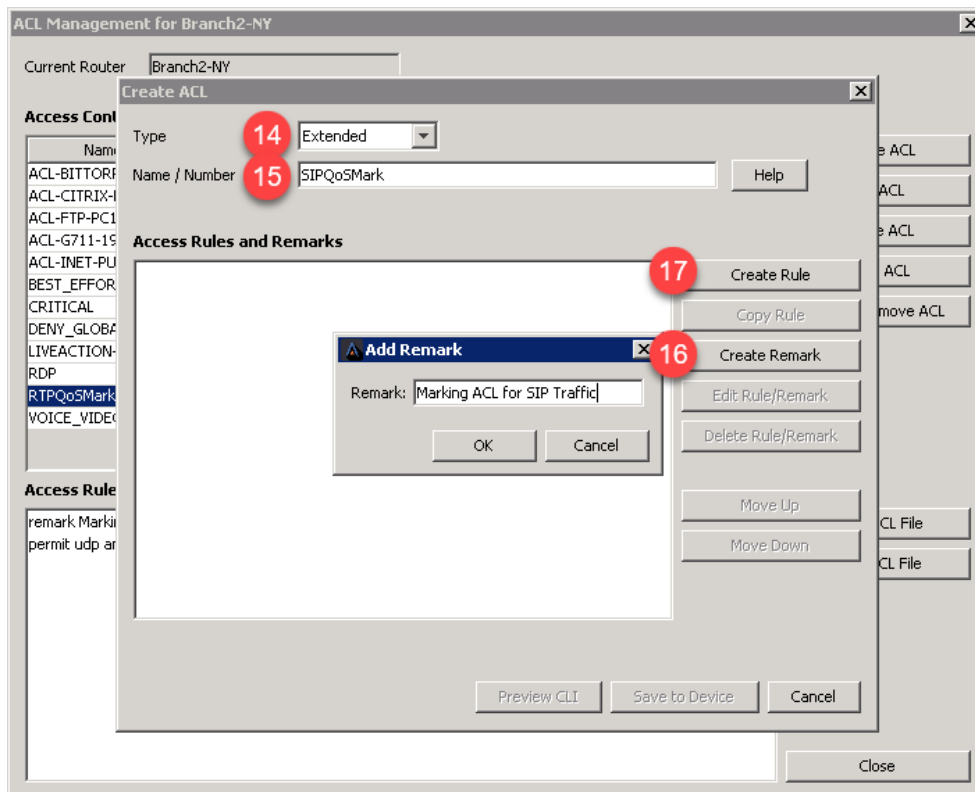 ACL Management for Branch2-NY
Current Router Branch2-NY
Create ACL
Type 14 Extended
Name / Number 15 SIPQoSMark Help
Access Rules and Remarks
17 Create Rule
Copy Rule
16 Create Remark
Edit Rule/Remark
Delete Rule/Remark
Move Up
Move Down
Add Remark
Remark: Marking ACL for SIP Traffic
OK Cancel
Preview CLI Save to Device Cancel
Access
ACL-BITTOR
ACL-CITRIX-
ACL-FTP-PC1
ACL-G711-19
ACL-INET-PU
BEST_EFFOR
CRITICAL
DENY_GLOBA
LIVEACTION-
RDP
RTPQoSMark
VOICE_VIDE
ACL
ACL
ACL
ACL
move ACL
Access Rule
remark Marki
permit udp
CL File
CL File
Close